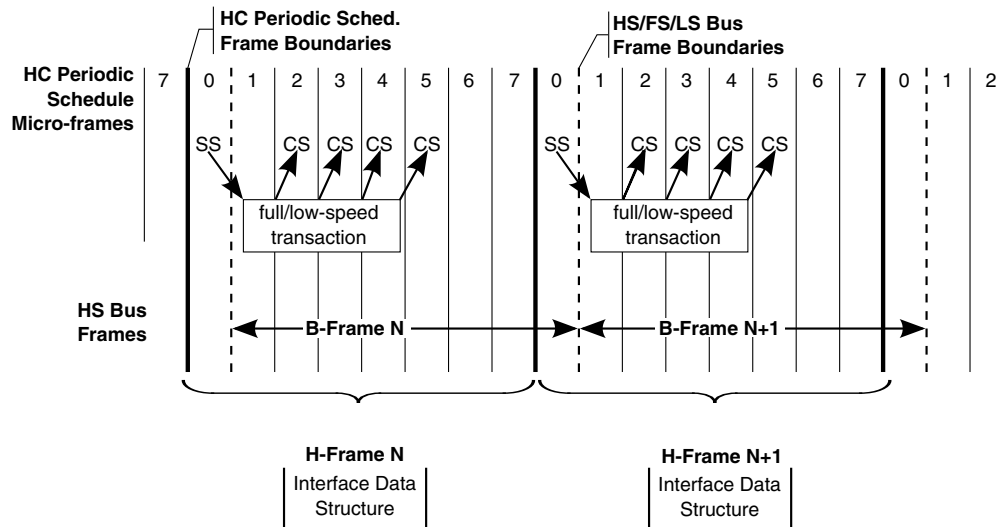 HC Periodic Sched.
Frame Boundaries
HS/FS/LS Bus
Frame Boundaries
HC Periodic
Schedule
Micro-frames
7 0 1 2 3 4 5 6 7 0 1 2 3 4 5 6 7 0 1 2
SS CS CS CS CS SS CS CS CS CS
full/low-speed
transaction
full/low-speed
transaction
HS Bus
Frames
B-Frame N
B-Frame N+1
H-Frame N
Interface Data
Structure
H-Frame N+1
Interface Data
Structure